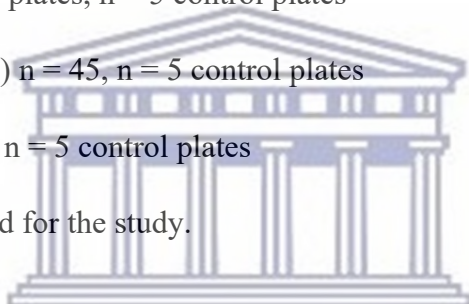 plates, n = 5 control plates
) n = 45, n = 5 control plates
n = 5 control plates
d for the study.